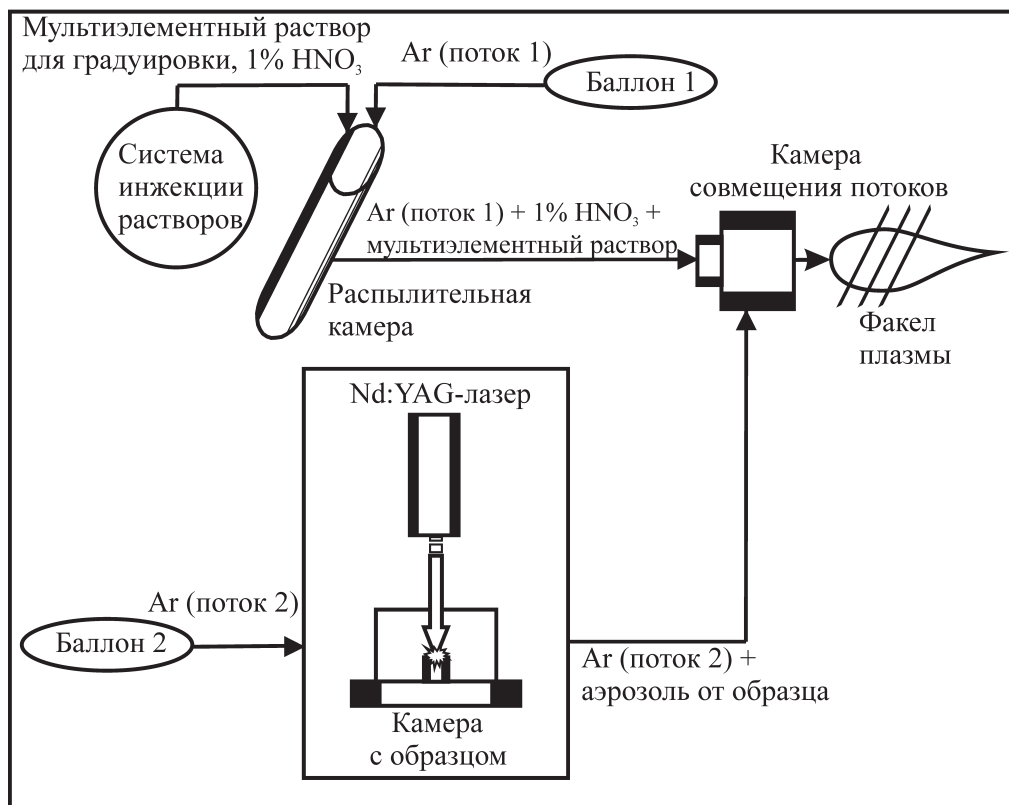 Мультиэлементный раствор
для градуировки, 1% HNO₃
Ar (поток 1)
Баллон 1
Система
инжекции
растворов
Камера
совмещения потоков
Ar (поток 1) + 1% HNO₃ +
мультиэлементный раствор
Распылительная
камера
Факел
плазмы
Nd:YAG-лазер
Ar (поток 2)
Баллон 2
Ar (поток 2) +
аэрозоль от образца
Камера
с образцом